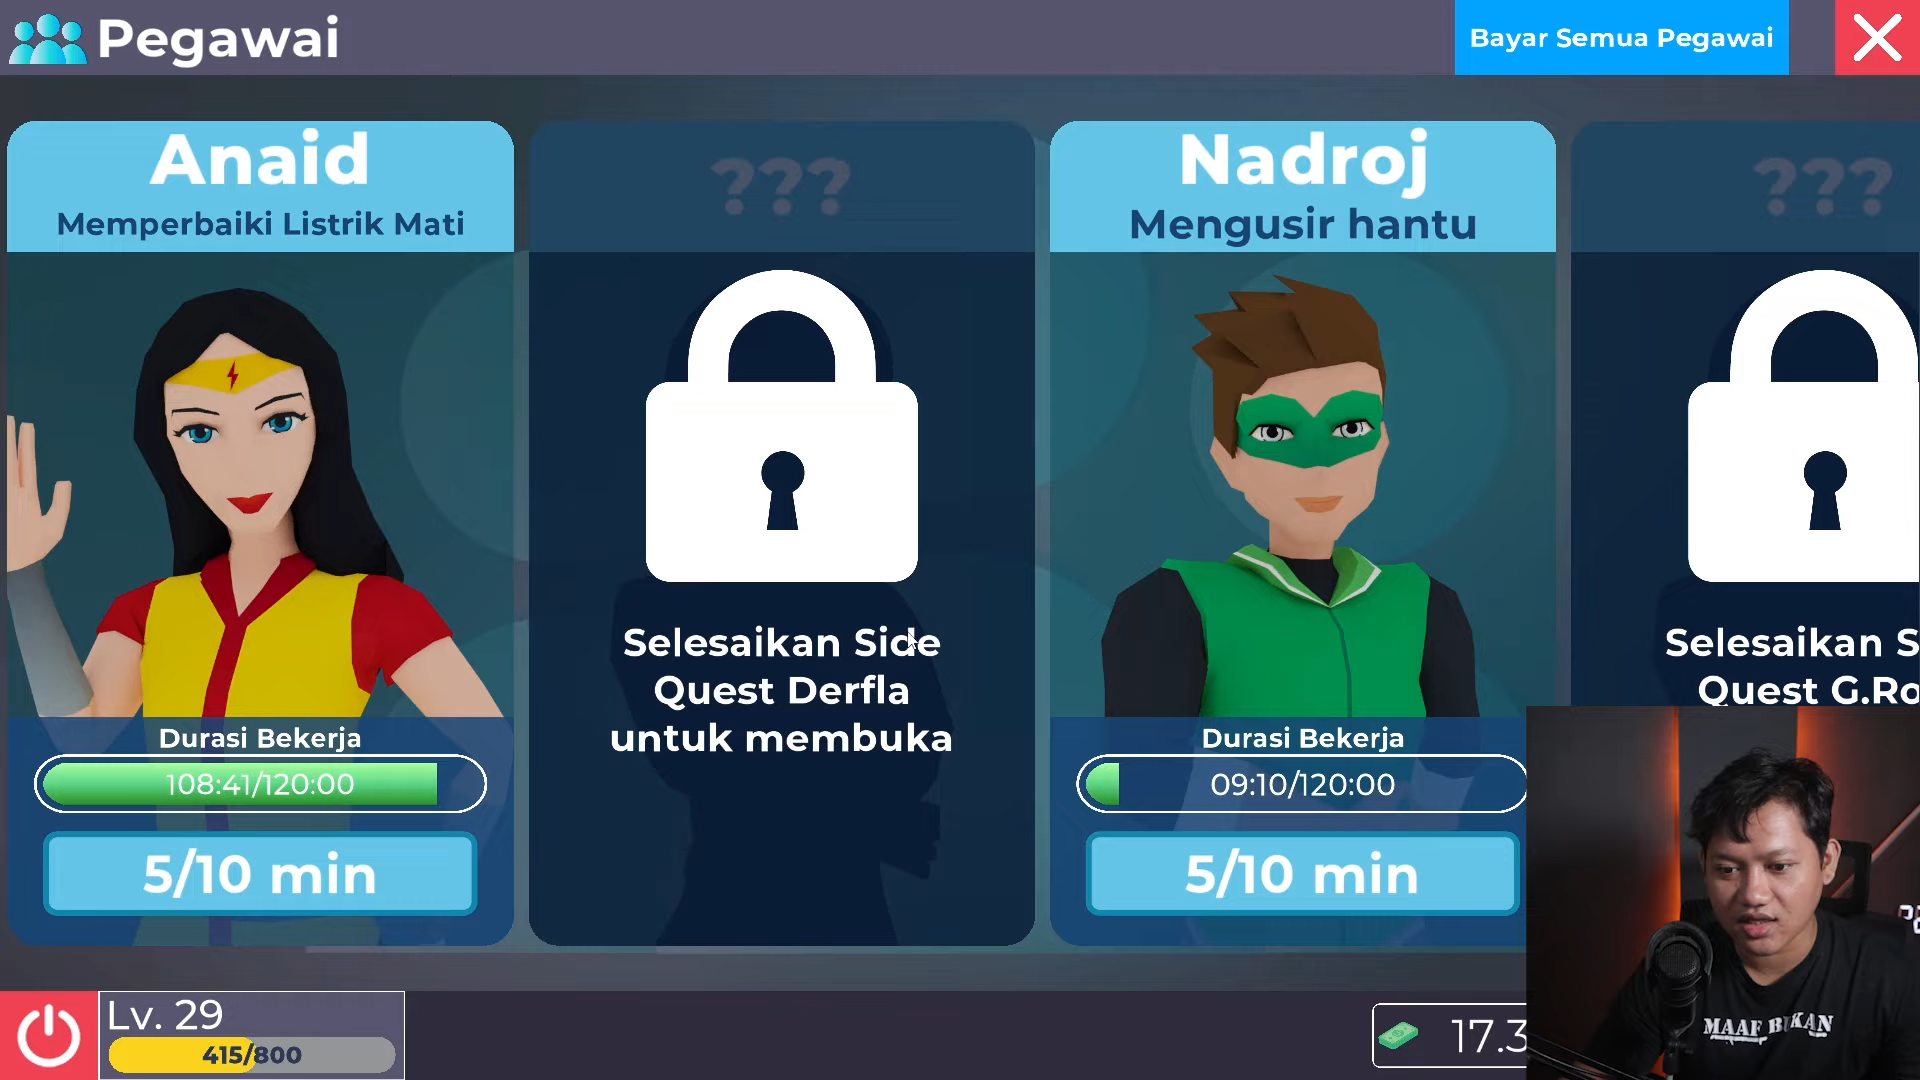 Pegawai
Bayar Semua Pegawai
Anaid
Memperbaiki Listrik Mati
???
Nadroj
Mengusir hantu
???
Selesaikan Side
Quest Derfla
untuk membuka
Selesaikan S
Quest G.Ro
Durasi Bekerja
108:41/120:00
5/10 min
Durasi Bekerja
09:10/120:00
5/10 min
Lv. 29
415/800
17.3
MAAF BUKAN